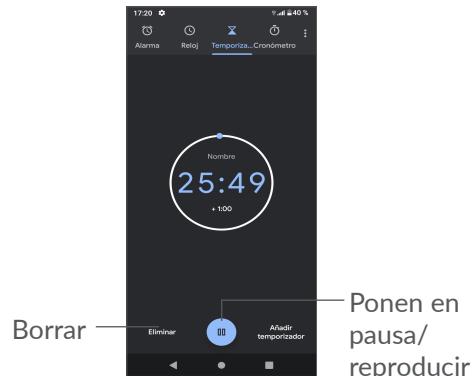 17:20 40 %
Alarma Reloj Temporiza... Cronómetro
Nombre
25:49
+ 1:00
Borrar
Eliminar
Añadir
temporizador
Ponen en
pausa/
reproducir